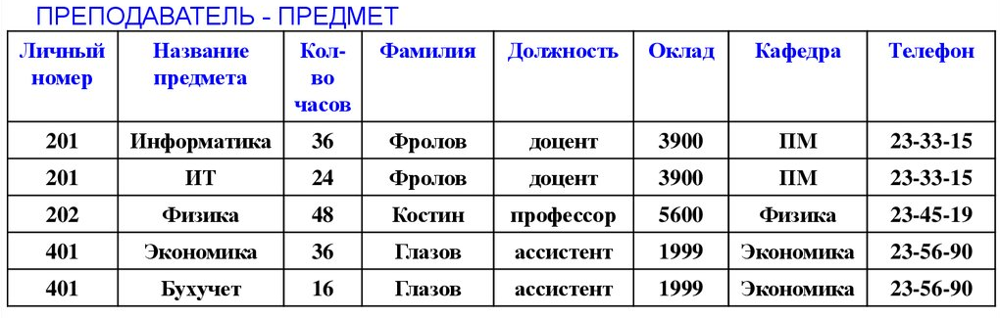 ПРЕПОДАВАТЕЛЬ - ПРЕДМЕТ
Личный номер | Название предмета | Кол-во часов | Фамилия | Должность | Оклад | Кафедра | Телефон
201 | Информатика | 36 | Фролов | доцент | 3900 | ПМ | 23-33-15
201 | ИТ | 24 | Фролов | доцент | 3900 | ПМ | 23-33-15
202 | Физика | 48 | Костин | профессор | 5600 | Физика | 23-45-19
401 | Экономика | 36 | Глазов | ассистент | 1999 | Экономика | 23-56-90
401 | Бухучет | 16 | Глазов | ассистент | 1999 | Экономика | 23-56-90